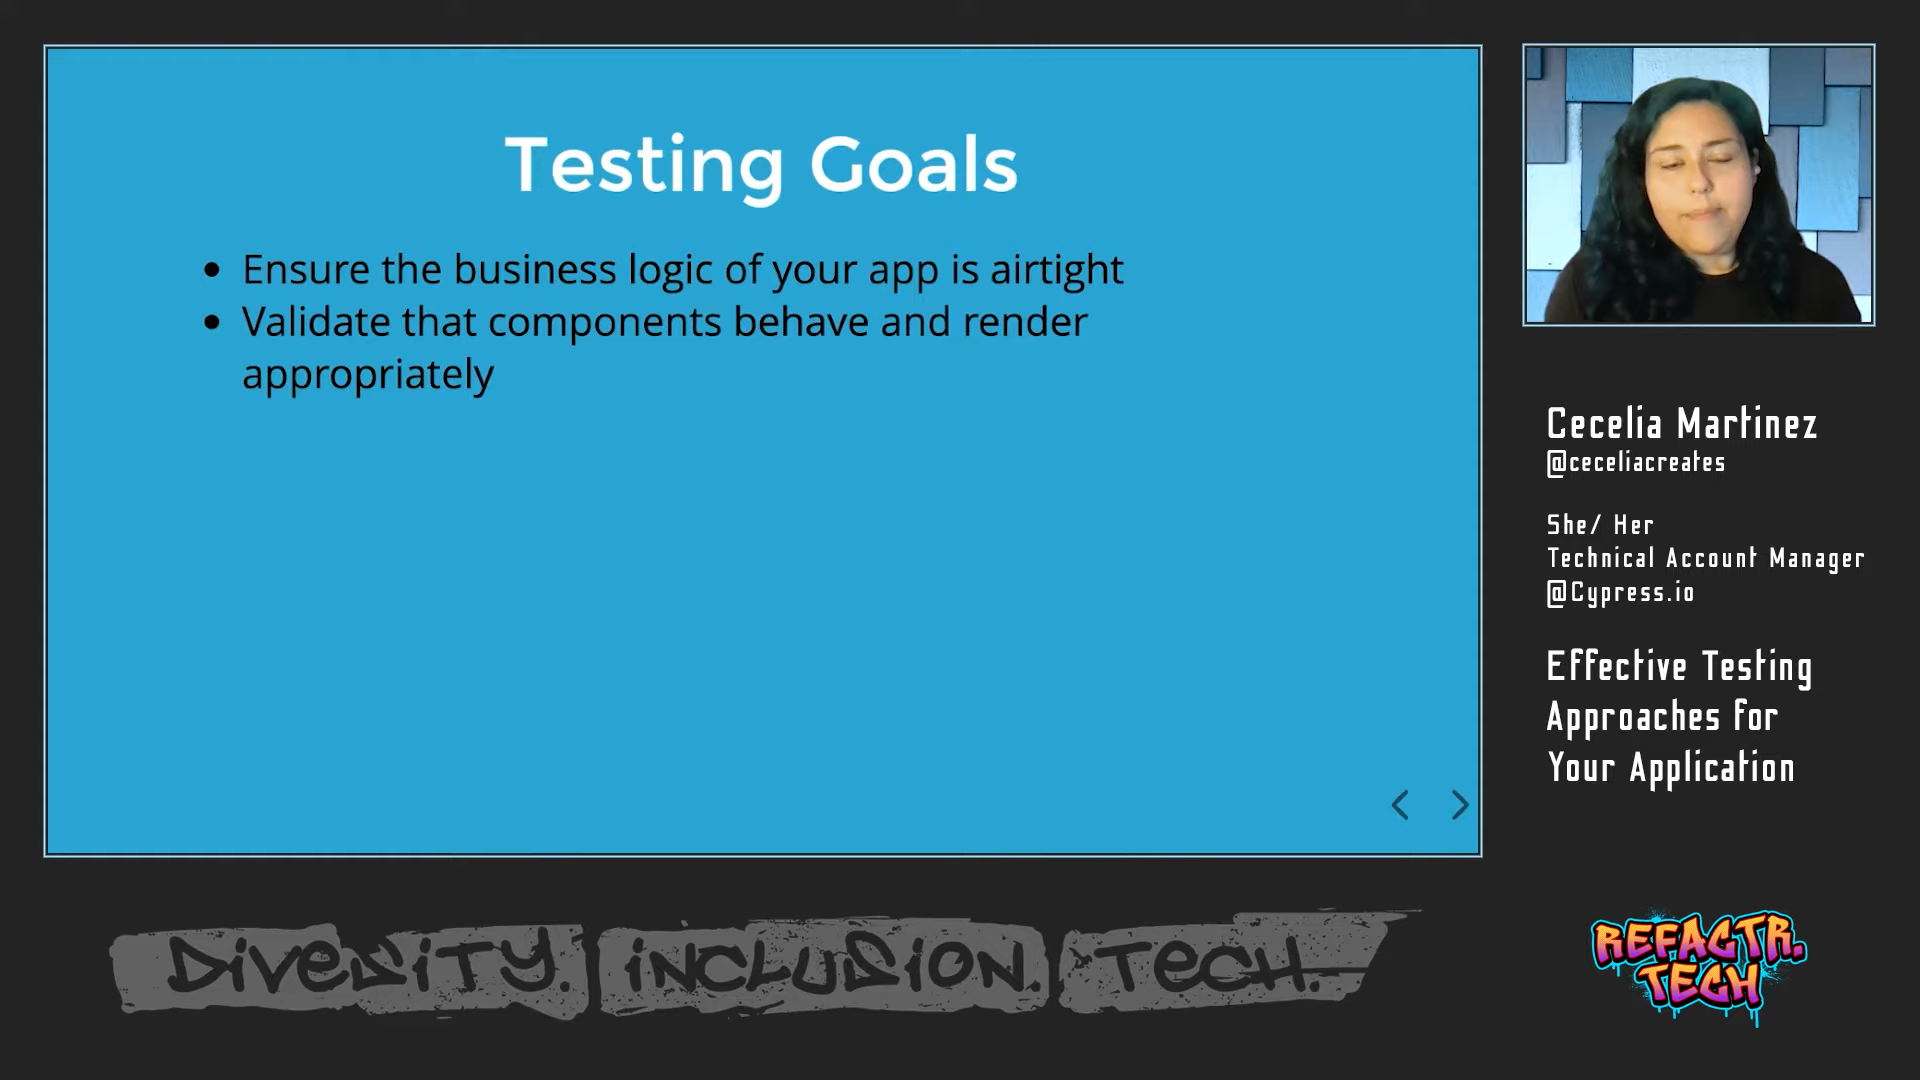 Testing Goals
• Ensure the business logic of your app is airtight
• Validate that components behave and render
appropriately
Cecelia Martinez
@ceceliacreates
She/ Her
Technical Account Manager
@Cypress.io
Effective Testing
Approaches for
Your Application
DIVERSITY. INCLUSION. TECH.
REFACTR.
TECH